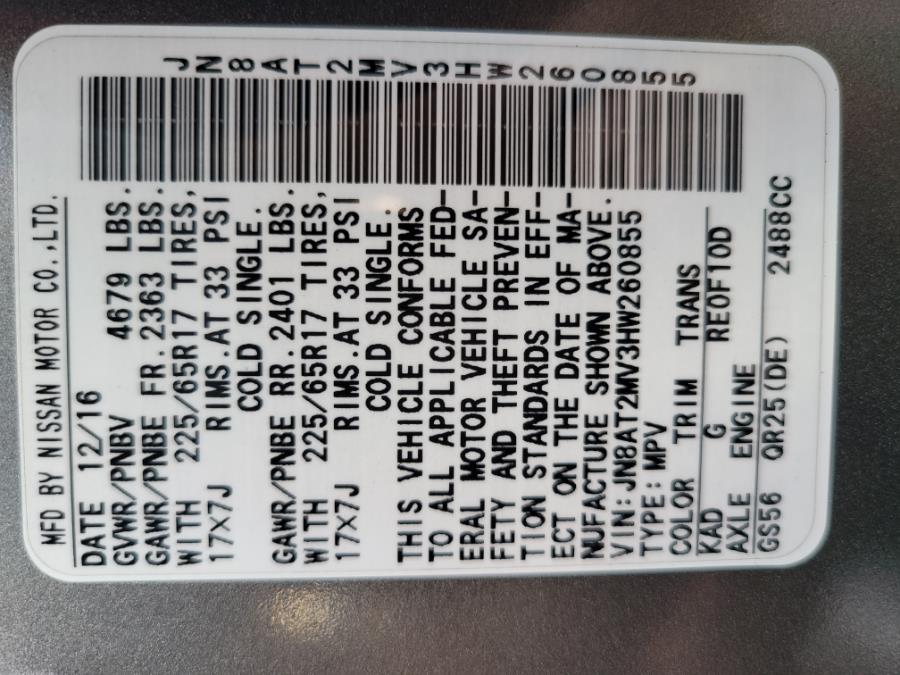 MFD BY NISSAN MOTOR CO.,LTD.
DATE 12/16
GVWR/PNBV 4679 LBS.
GAWR/PNBE FR. 2363 LBS.
WITH 225/65R17 TIRES,
17×7J RIMS.AT 33 PSI
COLD SINGLE.
GAWR/PNBE RR. 2401 LBS.
WITH 225/65R17 TIRES,
17×7J RIMS.AT 33 PSI
COLD SINGLE.
THIS VEHICLE CONFORMS
TO ALL APPLICABLE FED-
ERAL MOTOR VEHICLE SA-
FETY AND THEFT PREVEN-
TION STANDARDS IN EFF-
ECT ON THE DATE OF MA-
NUFACTURE SHOWN ABOVE.
VIN: JN8AT2MV3HW260855
TYPE: MPV
COLOR TRIM TRANS
KAD G RE0F10D
AXLE ENGINE
GS56 QR25(DE) 2488CC
JN8AT2MV3HW260855